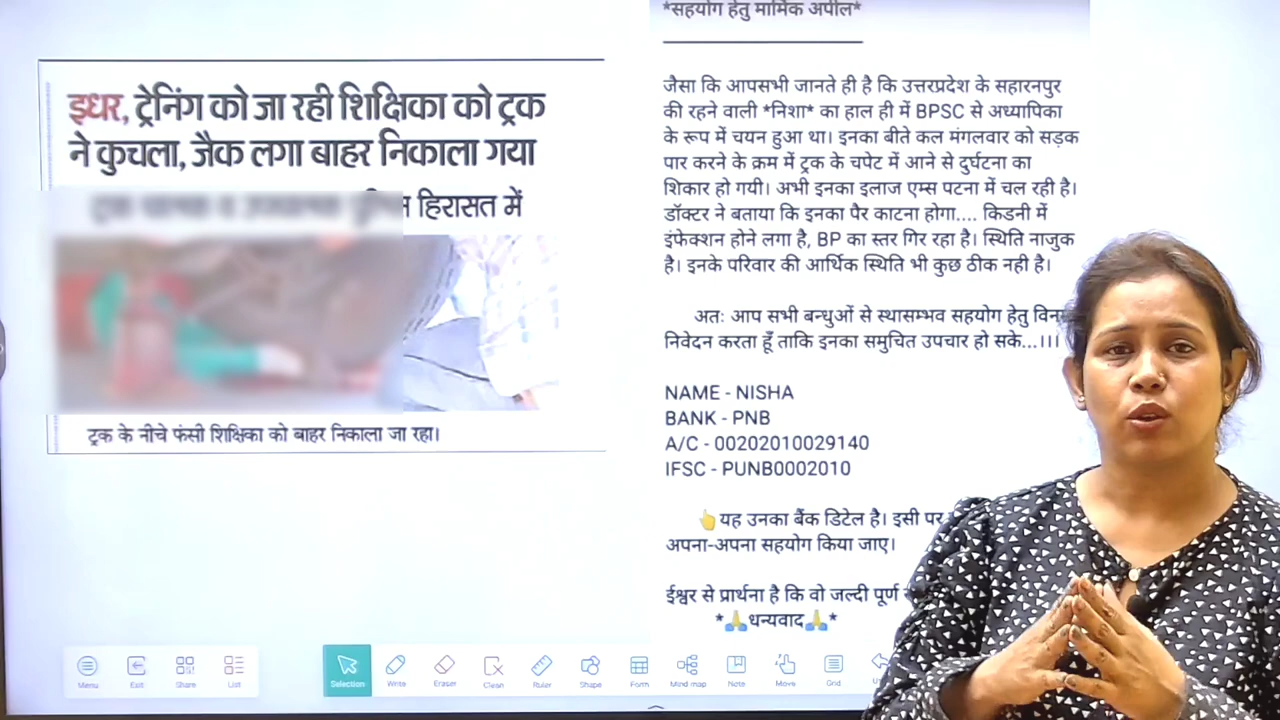 इधर, ट्रेनिंग को जा रही शिक्षिका को ट्रक
ने कुचला, जैक लगा बाहर निकाला गया
हिरासत में
ट्रक के नीचे फंसी शिक्षिका को बाहर निकाला जा रहा।
*सहयोग हेतु मार्मिक अपील*
जैसा कि आपसभी जानते ही है कि उत्तरप्रदेश के सहारनपुर
की रहने वाली *निशा* का हाल ही में BPSC से अध्यापिका
के रूप में चयन हुआ था। इनका बीते कल मंगलवार को सड़क
पार करने के क्रम में ट्रक के चपेट में आने से दुर्घटना का
शिकार हो गयी। अभी इनका इलाज एम्स पटना में चल रही है।
डॉक्टर ने बताया कि इनका पैर काटना होगा.... किडनी में
इंफेक्शन होने लगा है, BP का स्तर गिर रहा है। स्थिति नाजुक
है। इनके परिवार की आर्थिक स्थिति भी कुछ ठीक नही है।
अतः आप सभी बन्धुओं से स्थासम्भव सहयोग हेतु
निवेदन करता हूँ ताकि इनका समुचित उपचार हो सके...।।।
NAME - NISHA
BANK - PNB
A/C - 00202010029140
IFSC - PUNB0002010
👆यह उनका बैंक डिटेल है। इसी पर
अपना-अपना सहयोग किया जाए।
ईश्वर से प्रार्थना है कि वो जल्दी पूर्ण
*🙏धन्यवाद🙏*
Menu Exit Share List Selection Write Eraser Clean Ruler Shape Form Mind map Note Move Grid